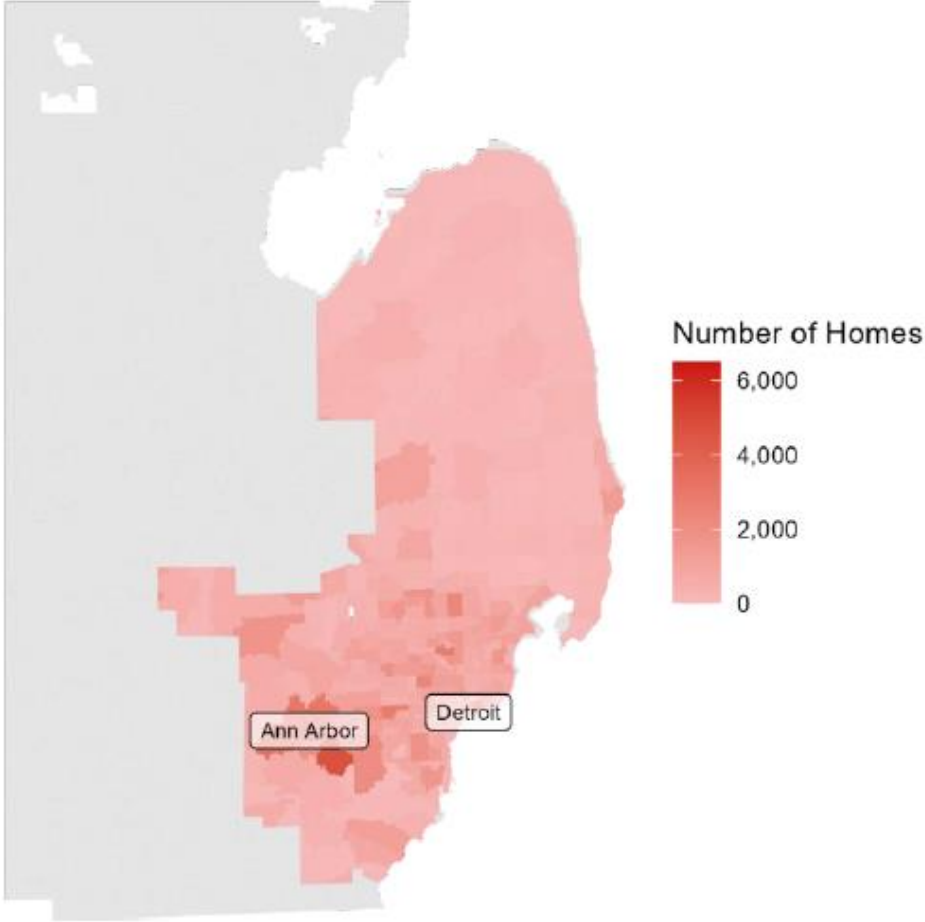 Number of Homes
6,000
4,000
2,000
0
Detroit
Ann Arbor